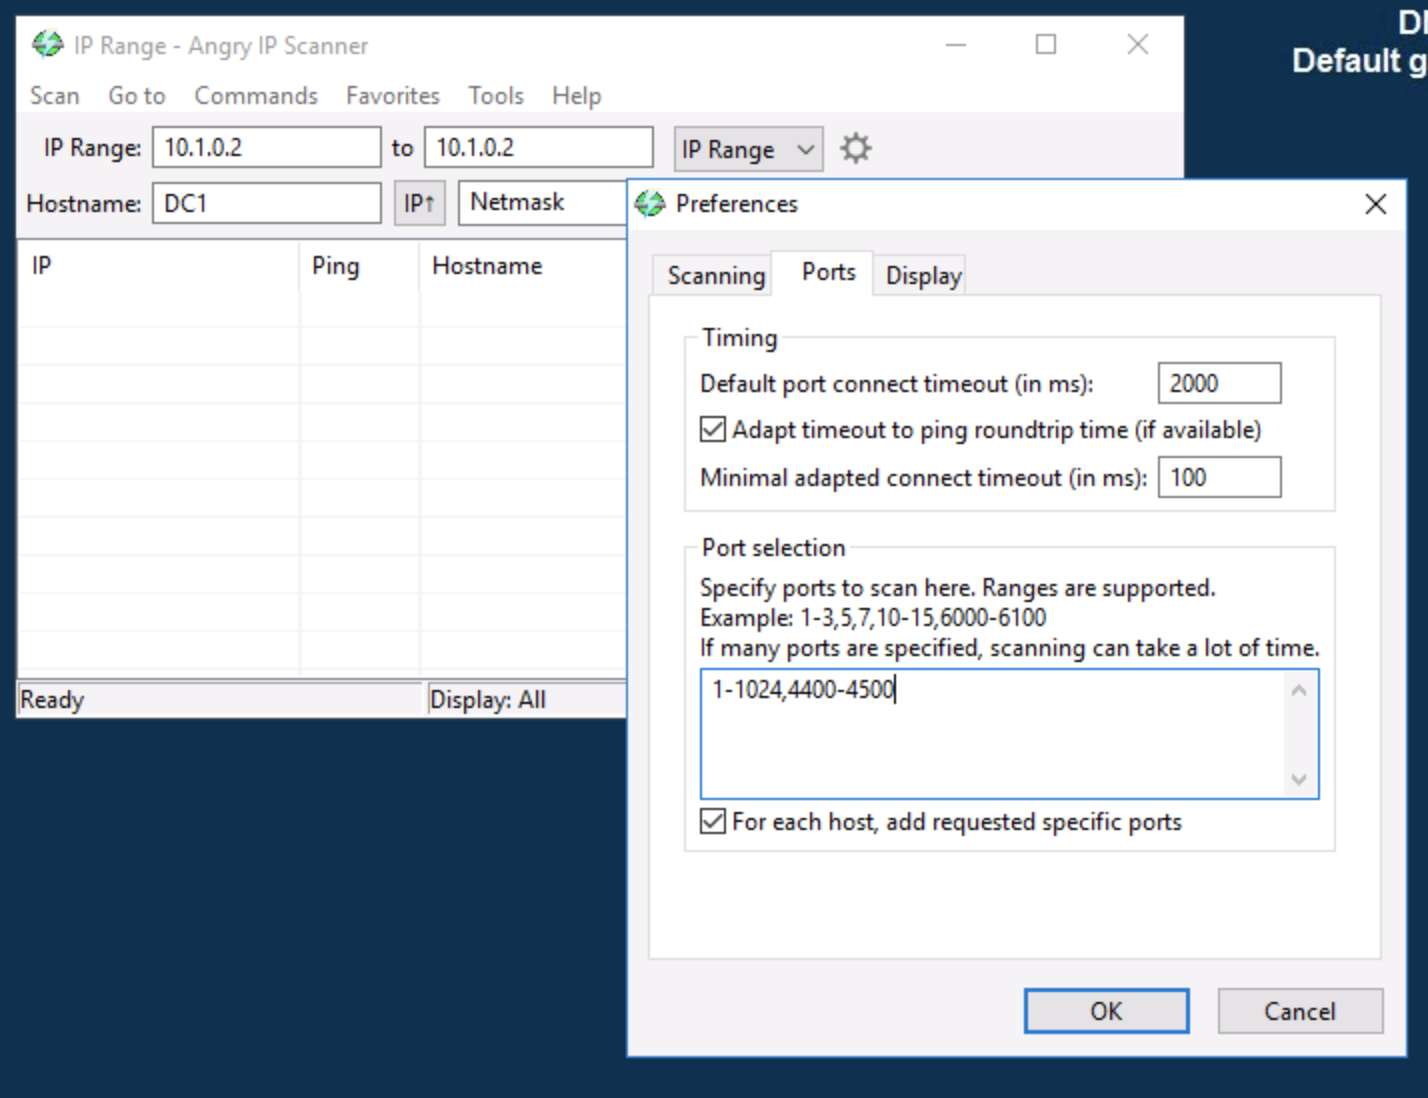 DI
Default g
IP Range - Angry IP Scanner
Scan Go to Commands Favorites Tools Help
IP Range: 10.1.0.2 to 10.1.0.2 IP Range
Hostname: DC1 IP↑ Netmask
IP Ping Hostname
Ready Display: All
Preferences
Scanning Ports Display
Timing
Default port connect timeout (in ms): 2000
Adapt timeout to ping roundtrip time (if available)
Minimal adapted connect timeout (in ms): 100
Port selection
Specify ports to scan here. Ranges are supported.
Example: 1-3,5,7,10-15,6000-6100
If many ports are specified, scanning can take a lot of time.
1-1024,4400-4500
For each host, add requested specific ports
OK Cancel